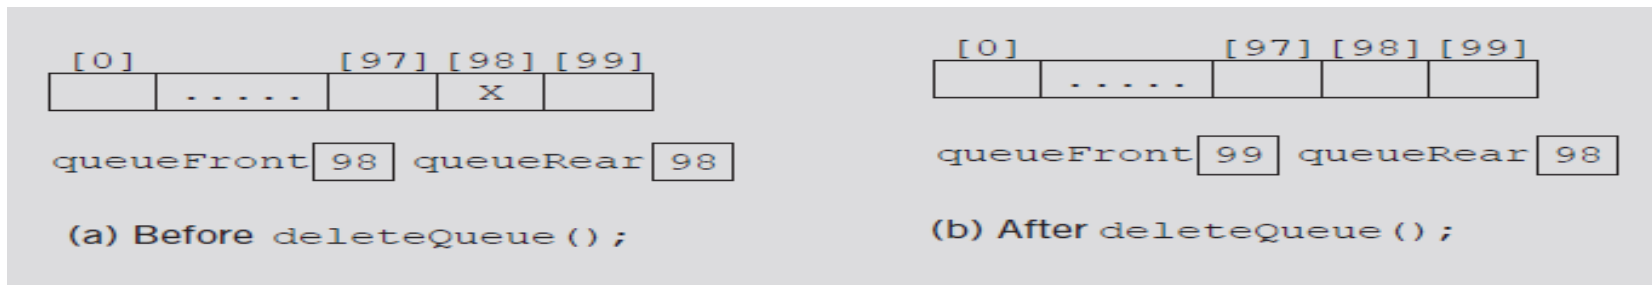 [0] [97] [98] [99]
..... X
queueFront 98 queueRear 98
(a) Before deleteQueue();
[0] [97] [98] [99]
.....
queueFront 99 queueRear 98
(b) After deleteQueue();